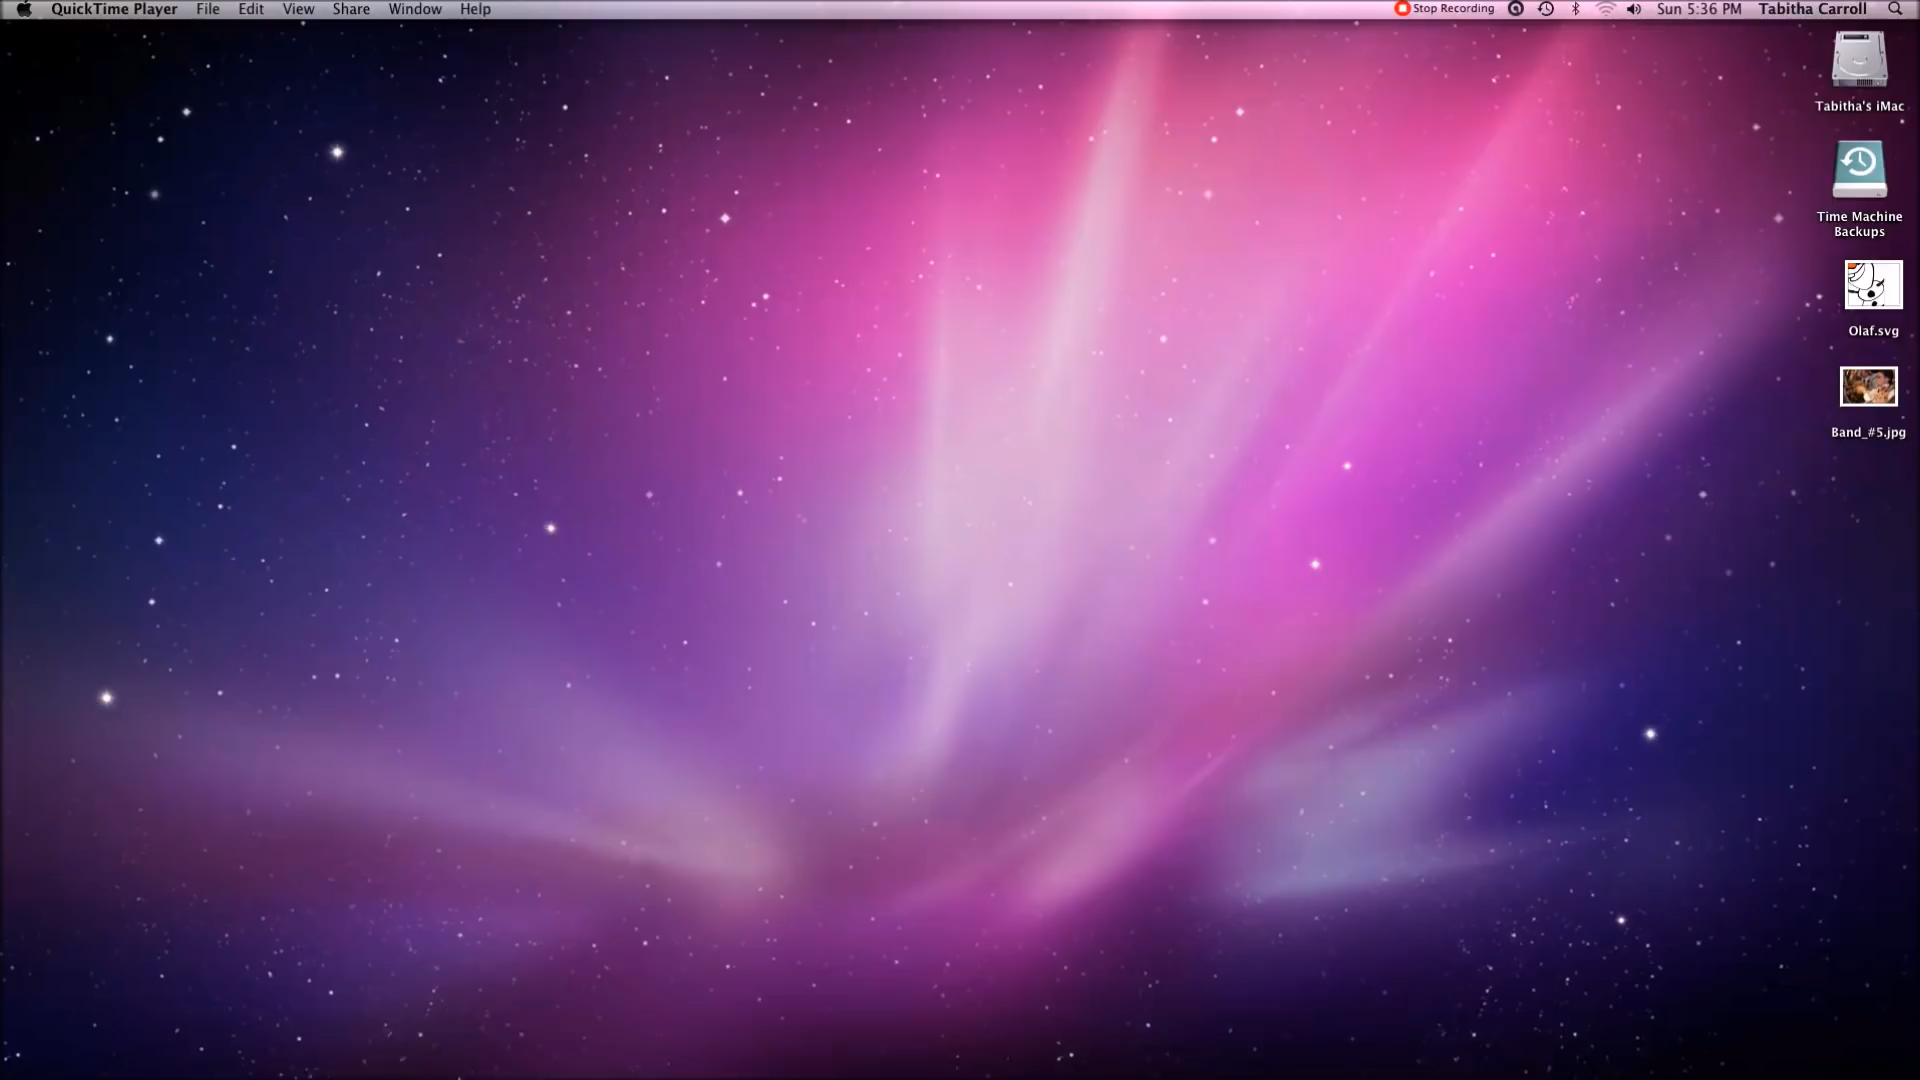 QuickTime Player File Edit View Share Window Help Stop Recording Sun 5:36 PM Tabitha Carroll
Tabitha's iMac
Time Machine
Backups
Olaf.svg
Band_#5.jpg